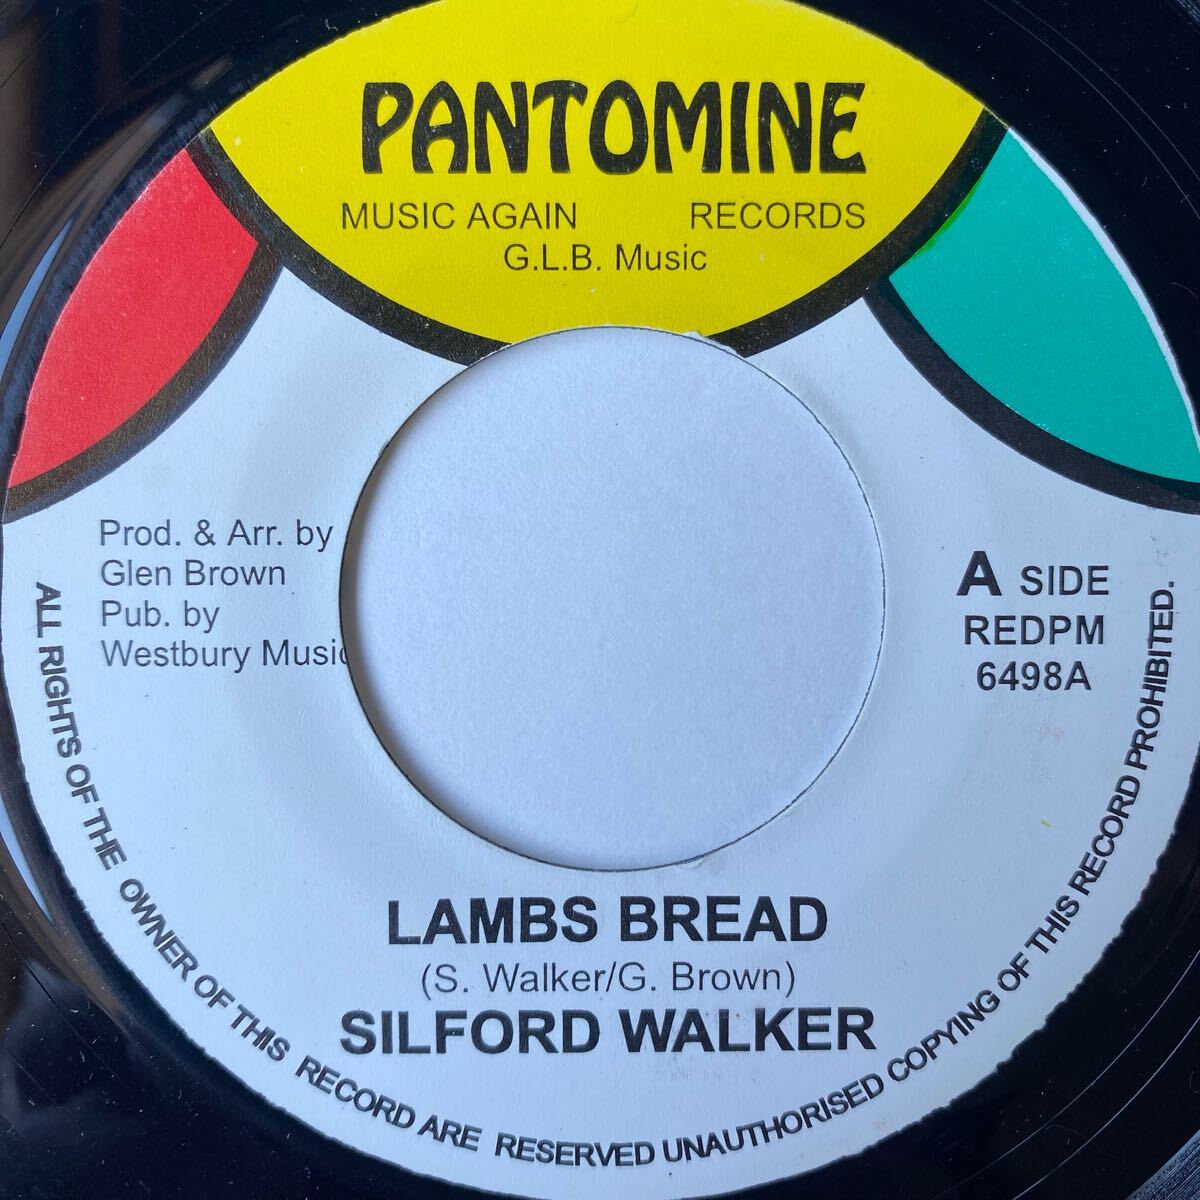 PANTOMINE
MUSIC AGAIN RECORDS
G.L.B. Music
Prod. & Arr. by
Glen Brown
Pub. by
Westbury Music
A SIDE
REDPM
6498A
LAMBS BREAD
(S. Walker/G. Brown)
SILFORD WALKER
ALL RIGHTS OF THE OWNER OF THIS RECORD ARE RESERVED UNAUTHORISED COPYING OF THIS RECORD PROHIBITED.